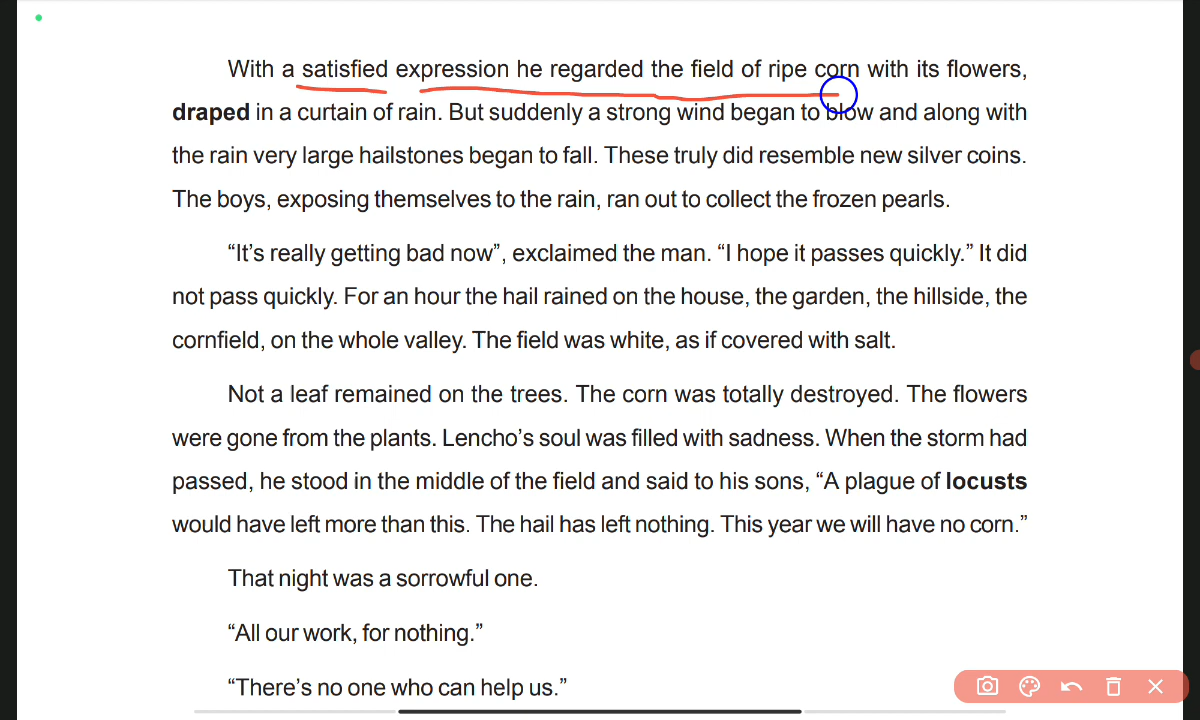 With a satisfied expression he regarded the field of ripe corn with its flowers,
draped in a curtain of rain. But suddenly a strong wind began to blow and along with
the rain very large hailstones began to fall. These truly did resemble new silver coins.
The boys, exposing themselves to the rain, ran out to collect the frozen pearls.
“It’s really getting bad now”, exclaimed the man. “I hope it passes quickly.” It did
not pass quickly. For an hour the hail rained on the house, the garden, the hillside, the
cornfield, on the whole valley. The field was white, as if covered with salt.
Not a leaf remained on the trees. The corn was totally destroyed. The flowers
were gone from the plants. Lencho’s soul was filled with sadness. When the storm had
passed, he stood in the middle of the field and said to his sons, “A plague of locusts
would have left more than this. The hail has left nothing. This year we will have no corn.”
That night was a sorrowful one.
“All our work, for nothing.”
“There’s no one who can help us.”